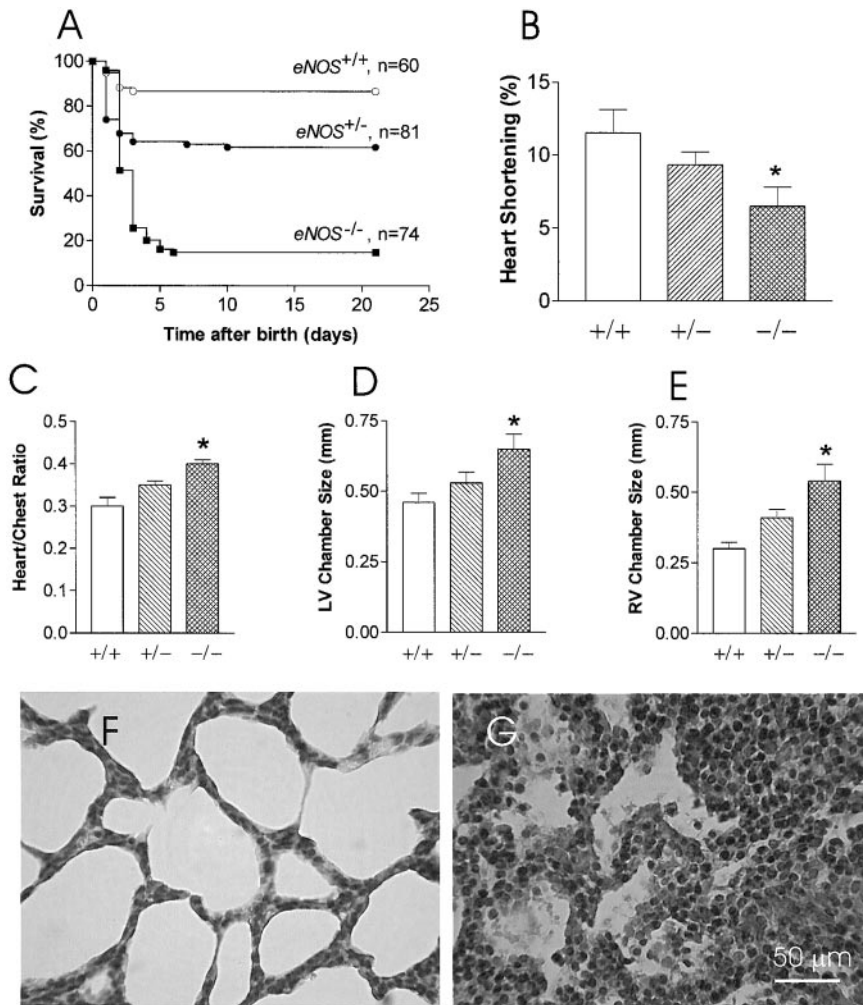 A
eNOS+/+, n=60
eNOS+/-, n=81
eNOS-/-, n=74
Survival (%)
100
80
60
40
20
0
0 5 10 15 20 25
Time after birth (days)
B
Heart Shortening (%)
15
10
5
0
+/+ +/− −/−
*
C
Heart/Chest Ratio
0.5
0.4
0.3
0.2
0.1
0.0
+/+ +/− −/−
*
D
LV Chamber Size (mm)
0.75
0.50
0.25
0.00
+/+ +/− −/−
*
E
RV Chamber Size (mm)
0.75
0.50
0.25
0.00
+/+ +/− −/−
*
F
G
50 μm